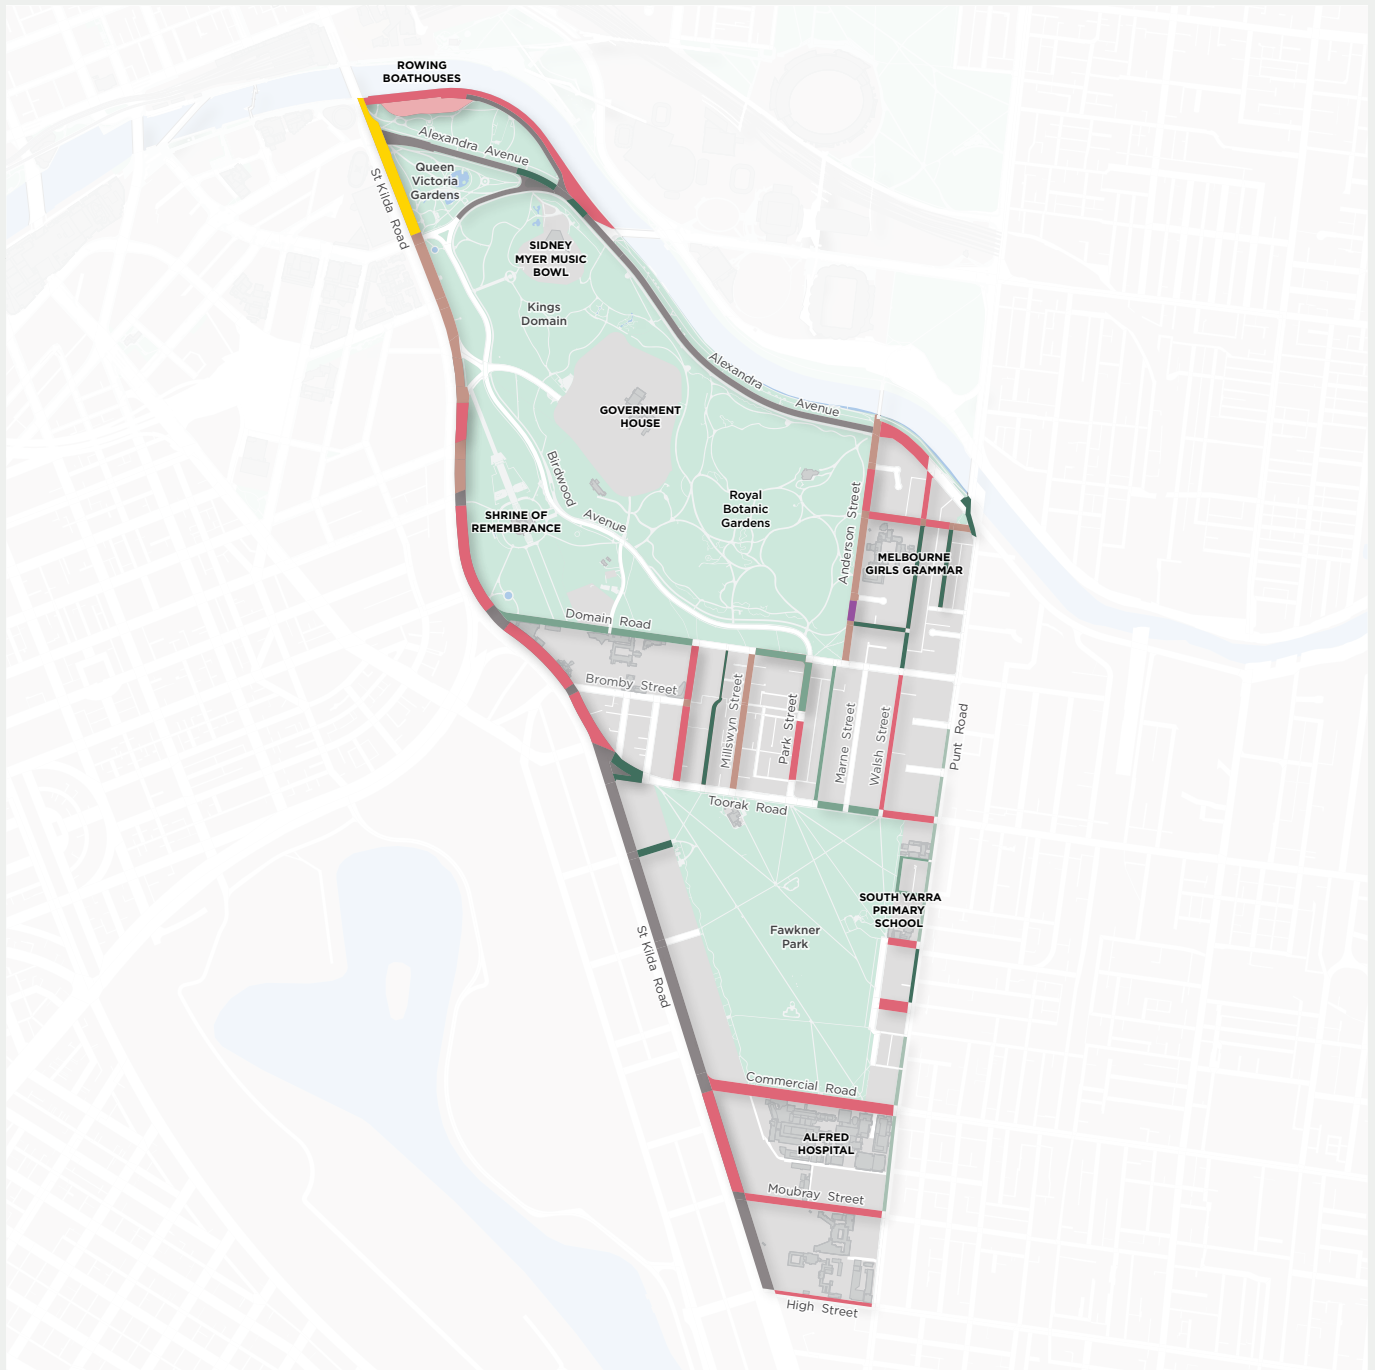 ROWING
BOATHOUSES
Alexandra Avenue
Queen
Victoria
Gardens
St Kilda Road
SIDNEY
MYER MUSIC
BOWL
Kings
Domain
Alexandra
Avenue
GOVERNMENT
HOUSE
Birdwood
Avenue
Royal
Botanic
Gardens
SHRINE OF
REMEMBRANCE
Anderson Street
MELBOURNE
GIRLS GRAMMAR
Domain Road
Bromby Street
Millswyn Street
Park Street
Marne Street
Walsh Street
Punt Road
Toorak Road
SOUTH YARRA
PRIMARY
SCHOOL
Fawkner
Park
St Kilda Road
Commercial Road
ALFRED
HOSPITAL
Moubray Street
High Street